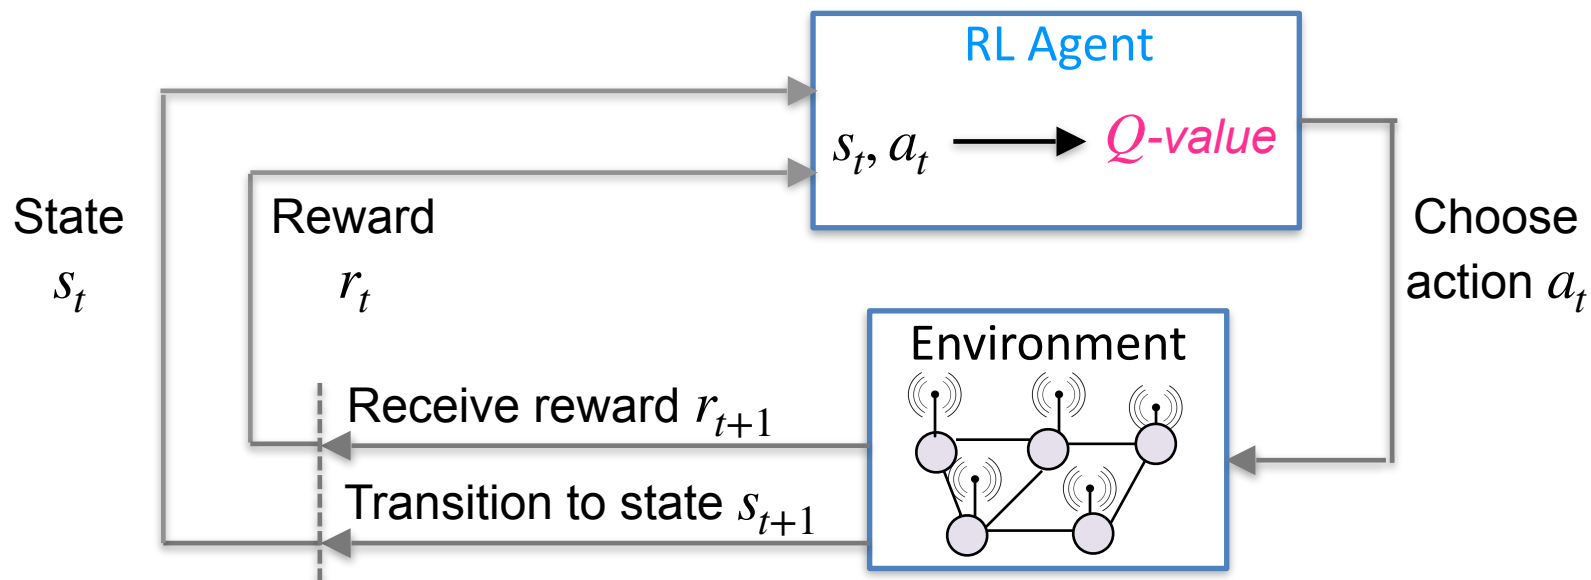 RL Agent
s_t, a_t
Q-value
State
s_t
Reward
r_t
Choose
action a_t
Environment
Receive reward r_{t+1}
Transition to state s_{t+1}